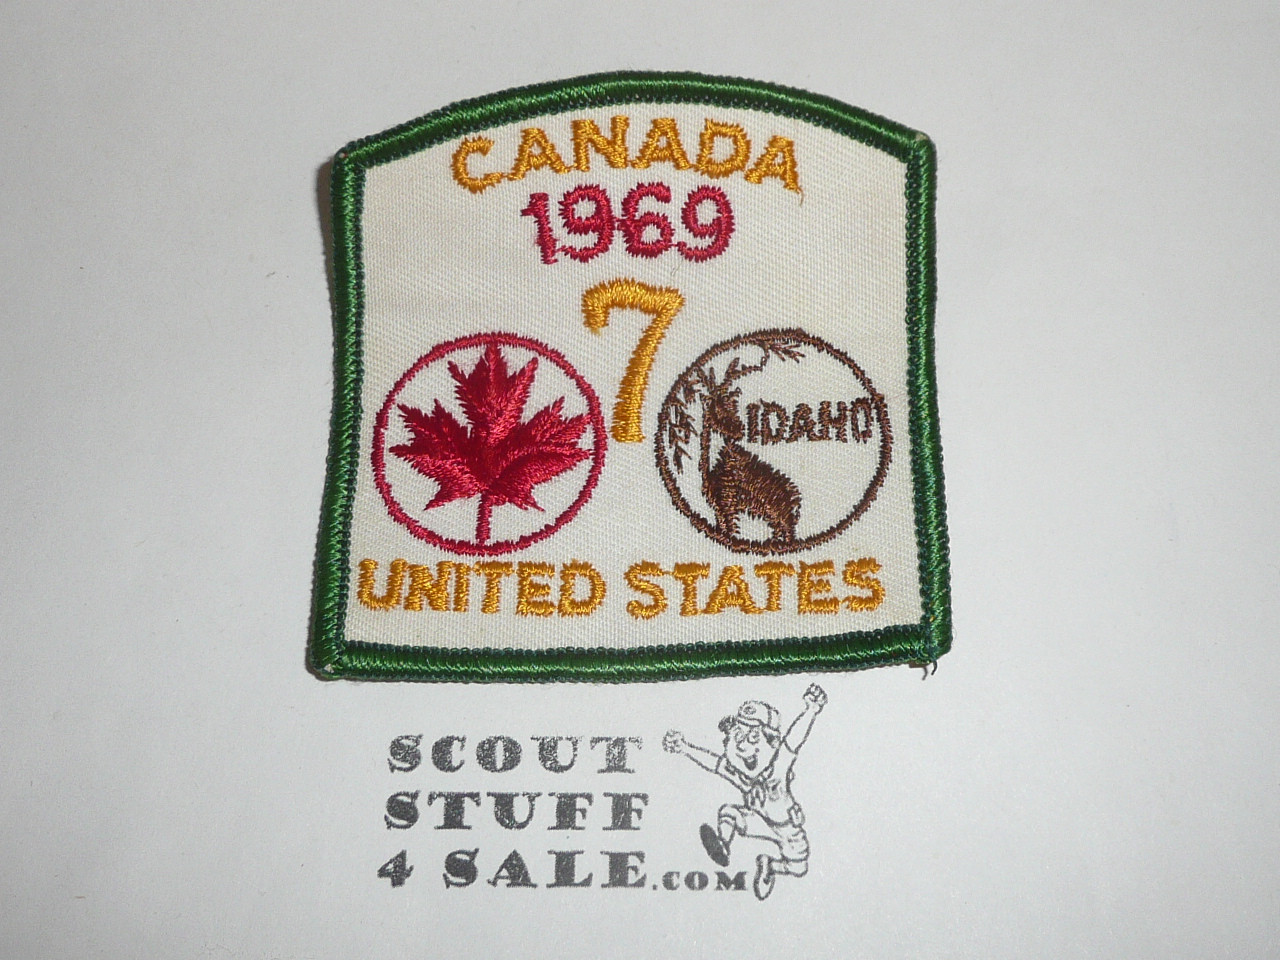 CANADA
1969
7
IDAHO
UNITED STATES
SCOUT
STUFF
4 SALE.COM